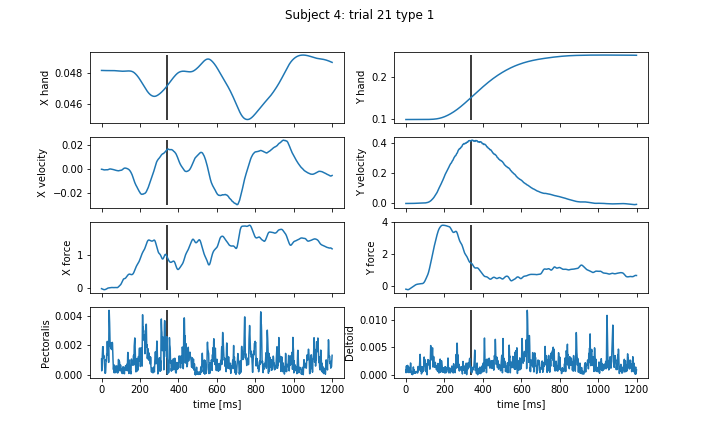 Subject 4: trial 21 type 1
X hand
0.048
0.046
Y hand
0.2
0.1
X velocity
0.02
0.00
−0.02
Y velocity
0.4
0.2
0.0
X force
1
0
Y force
4
2
0
Pectoralis
0.004
0.002
0.000
0 200 400 600 800 1000 1200
time [ms]
Deltoid
0.010
0.005
0.000
0 200 400 600 800 1000 1200
time [ms]